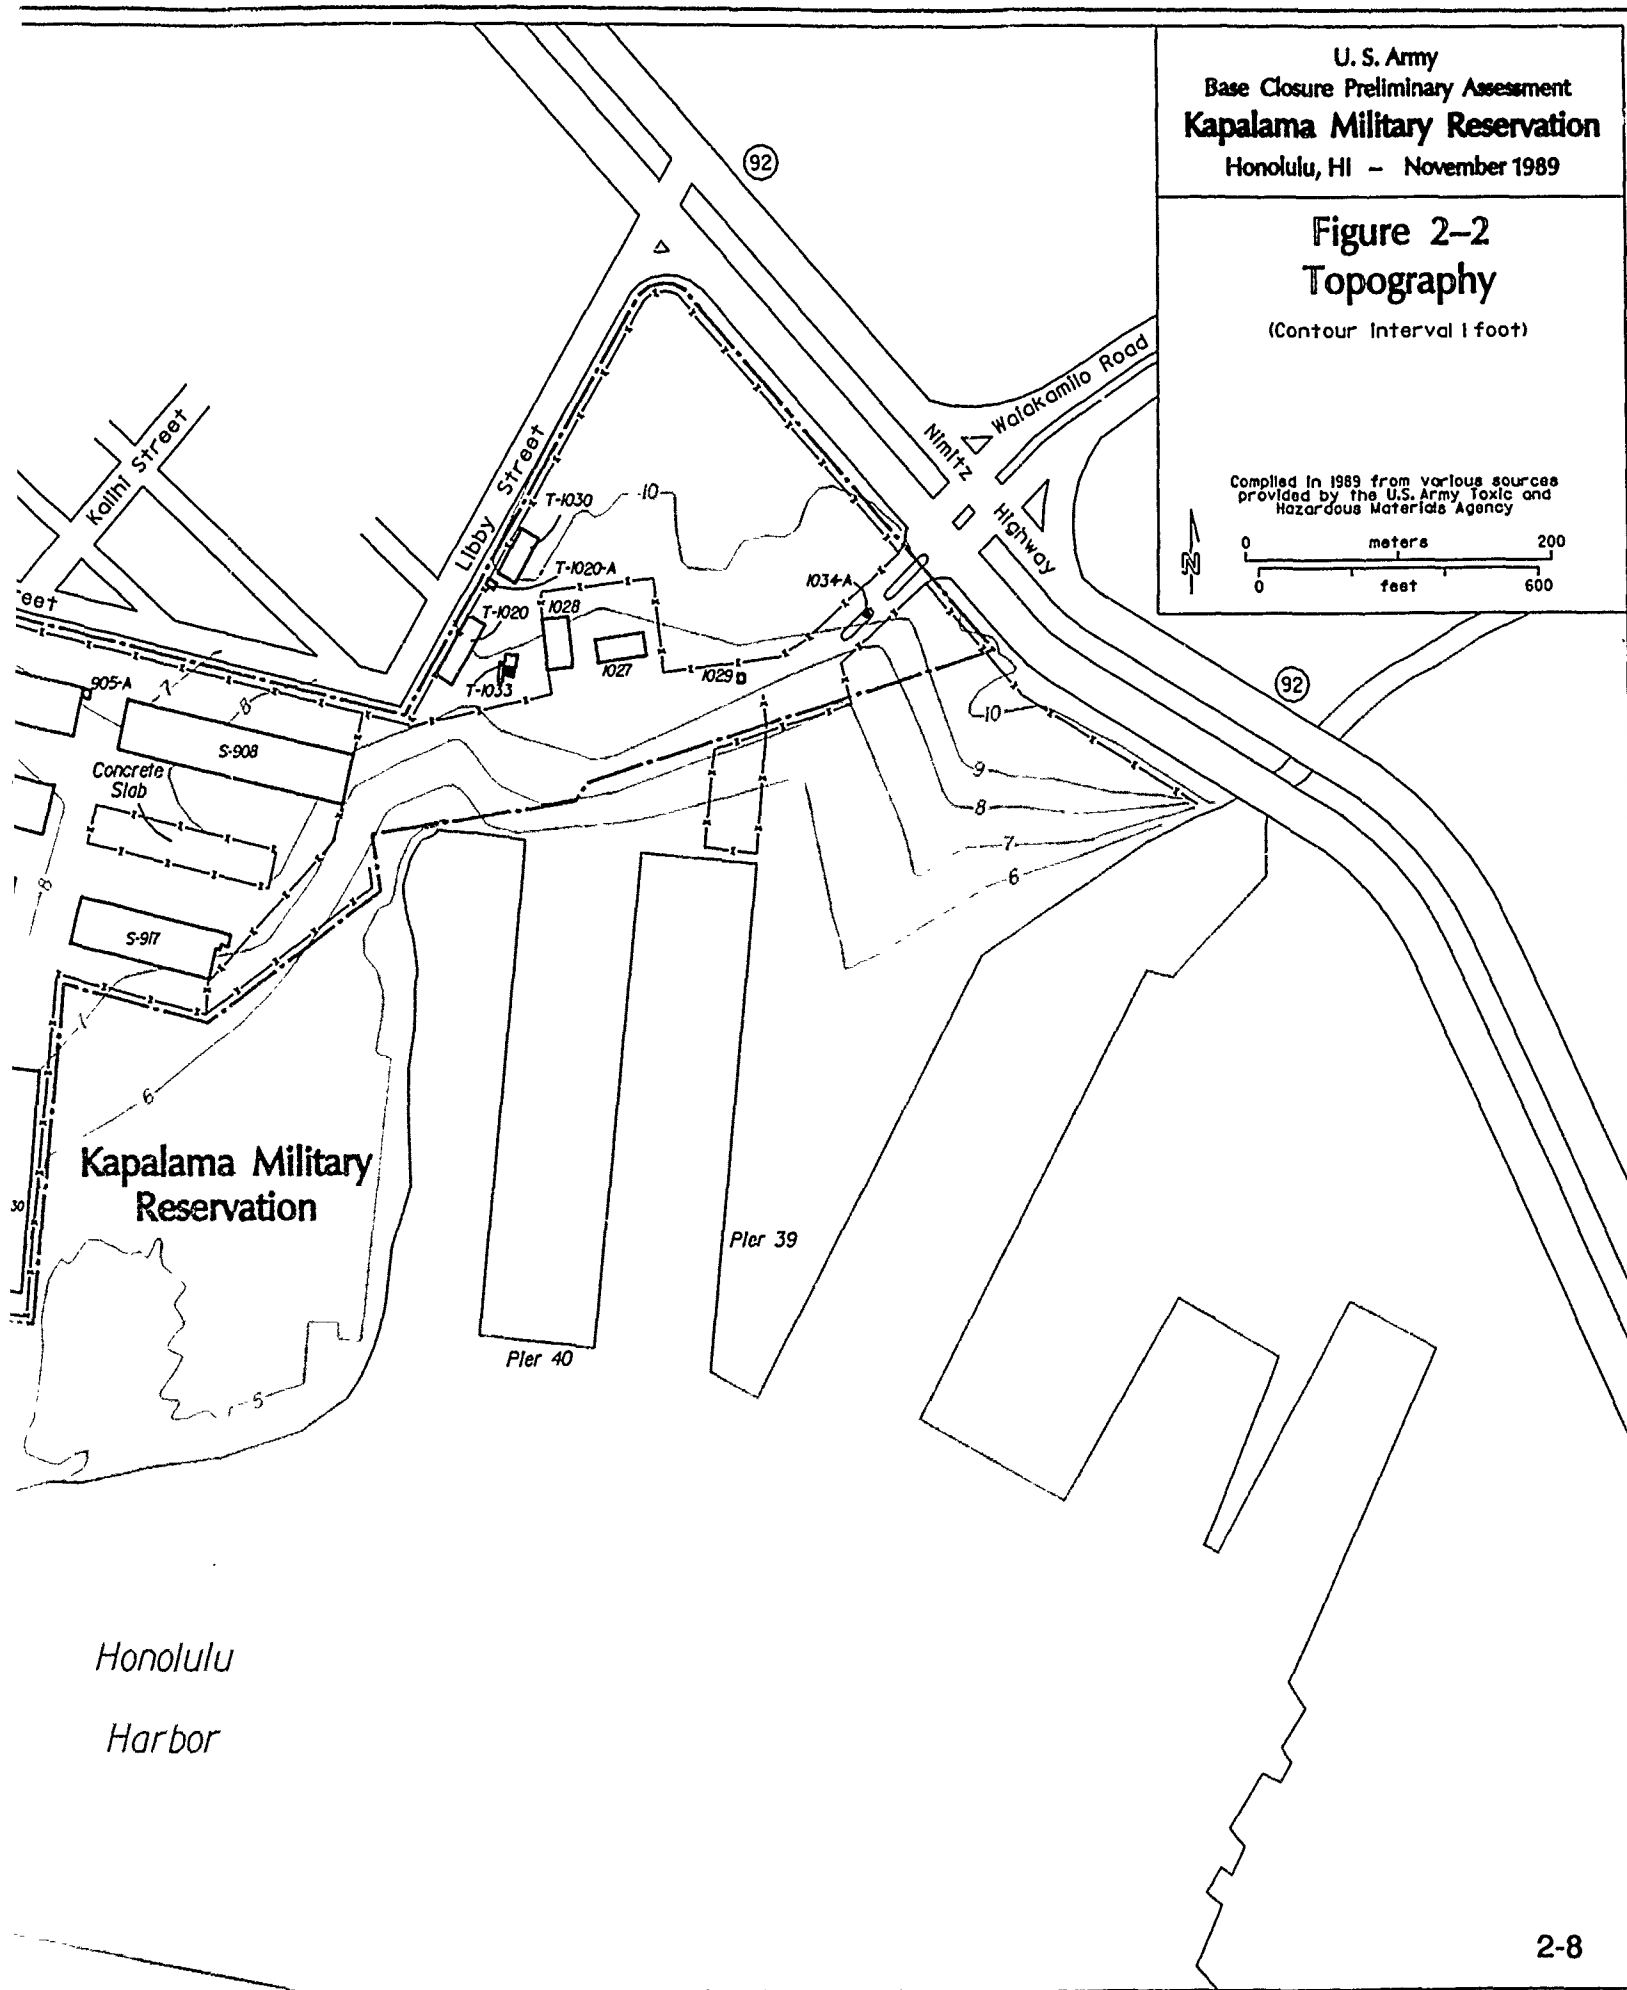 U. S. Army
Base Closure Preliminary Assessment
Kapalama Military Reservation
Honolulu, HI – November 1989
Figure 2–2
Topography
(Contour Interval 1 foot)
Compiled in 1989 from various sources
provided by the U.S. Army Toxic and
Hazardous Materials Agency
0 meters 200
0 feet 600
N
92
Waiakamilo Road
Nimitz
Highway
Kalihi Street
Libby Street
eet
T-1030
10
T-1020-A
1034-A
T-1020
1028
1027
1029
T-1033
92
905-A
7
8
S-908
10
Concrete
Slab
9
8
7
6
8
S-917
7
6
Kapalama Military
Reservation
30
Pier 39
Pier 40
5
Honolulu
Harbor
2-8